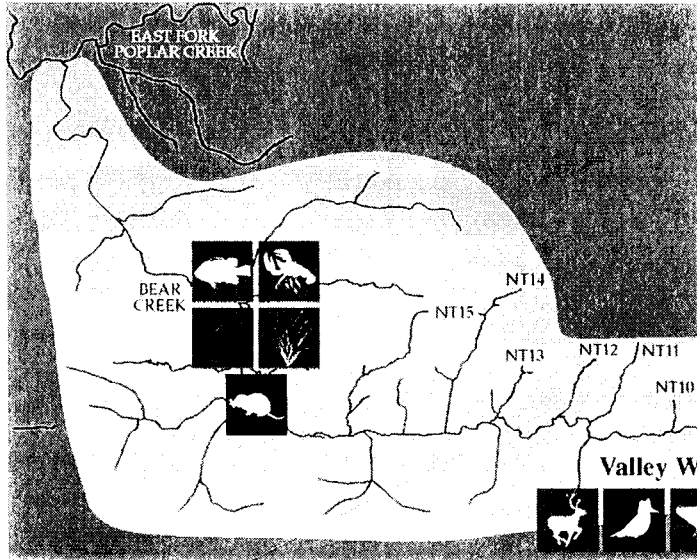 EAST FORK
POPLAR CREEK
BEAR
CREEK
NT14
NT15
NT13
NT12
NT11
NT10
Valley W